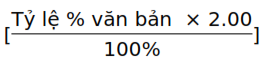 [Tỷ lệ % văn bản × 2.00
100%]